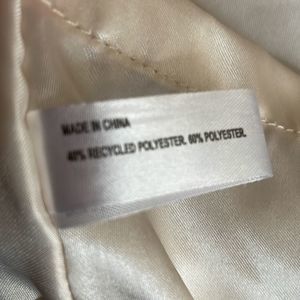 MADE IN CHINA
40% RECYCLED POLYESTER. 60% POLYESTER.